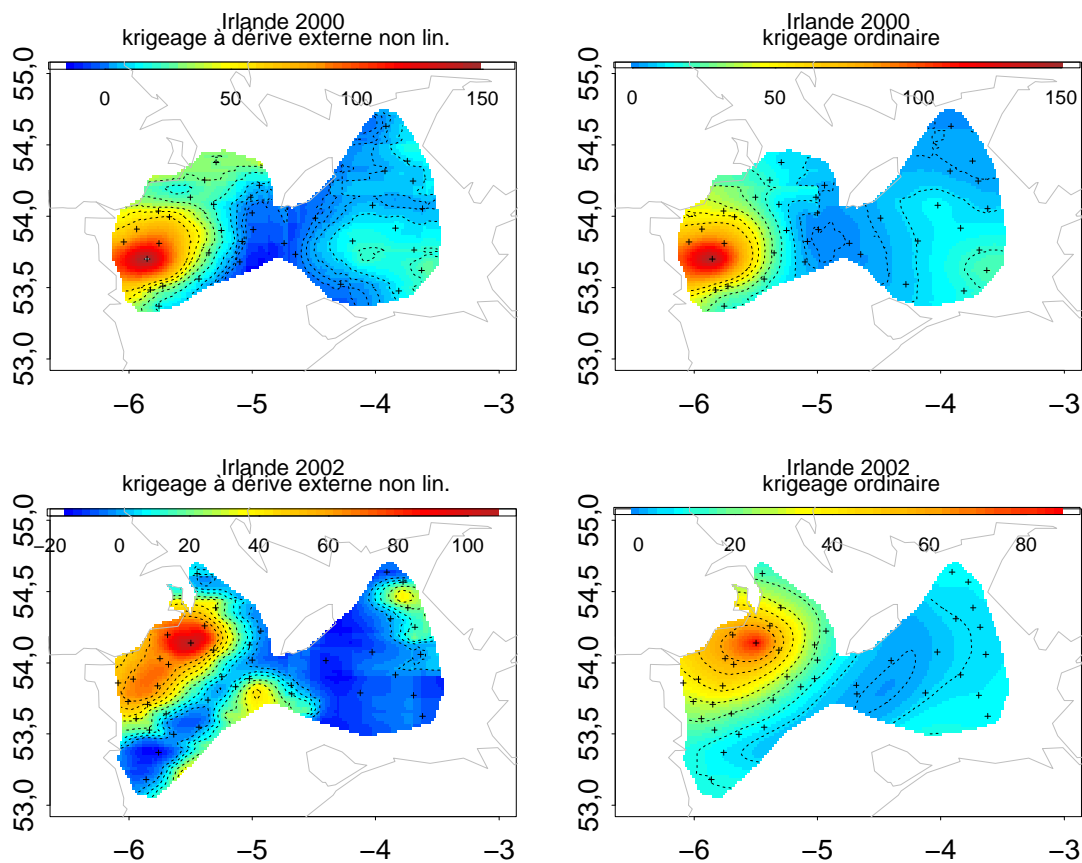 Irlande 2000
krigeage à dérive externe non lin.
0 50 100 150
55,0
54,5
54,0
53,5
53,0
−6 −5 −4 −3
Irlande 2000
krigeage ordinaire
0 50 100 150
55,0
54,5
54,0
53,5
53,0
−6 −5 −4 −3
Irlande 2002
krigeage à dérive externe non lin.
−20 0 20 40 60 80 100
55,0
54,5
54,0
53,5
53,0
−6 −5 −4 −3
Irlande 2002
krigeage ordinaire
0 20 40 60 80
55,0
54,5
54,0
53,5
53,0
−6 −5 −4 −3